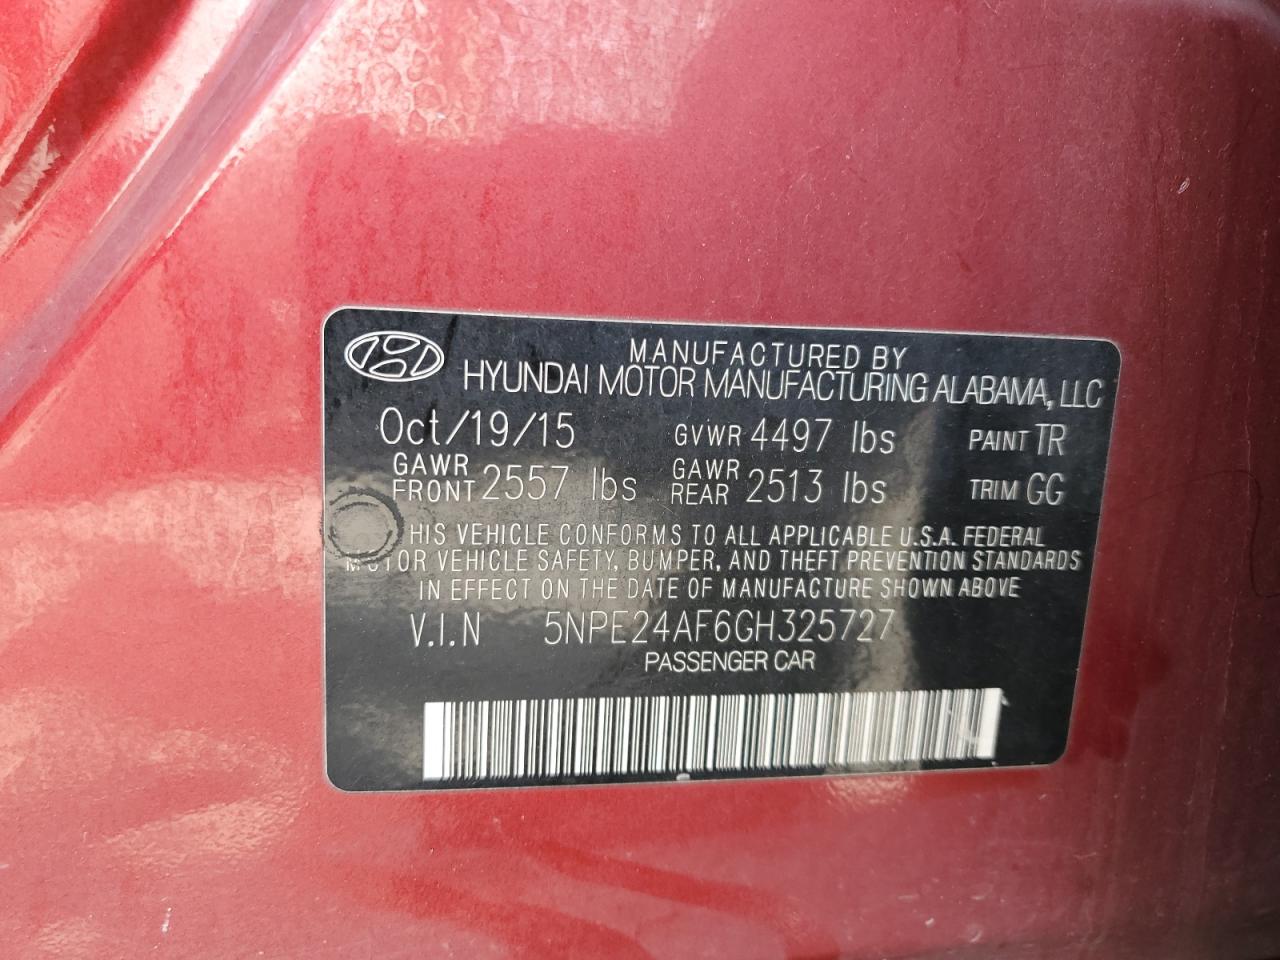 MANUFACTURED BY
HYUNDAI MOTOR MANUFACTURING ALABAMA, LLC
Oct/19/15 GVWR 4497 lbs PAINT TR
GAWR FRONT 2557 lbs GAWR REAR 2513 lbs TRIM GG
HIS VEHICLE CONFORMS TO ALL APPLICABLE U.S.A. FEDERAL
MOTOR VEHICLE SAFETY, BUMPER, AND THEFT PREVENTION STANDARDS
IN EFFECT ON THE DATE OF MANUFACTURE SHOWN ABOVE
V.I.N 5NPE24AF6GH325727
PASSENGER CAR